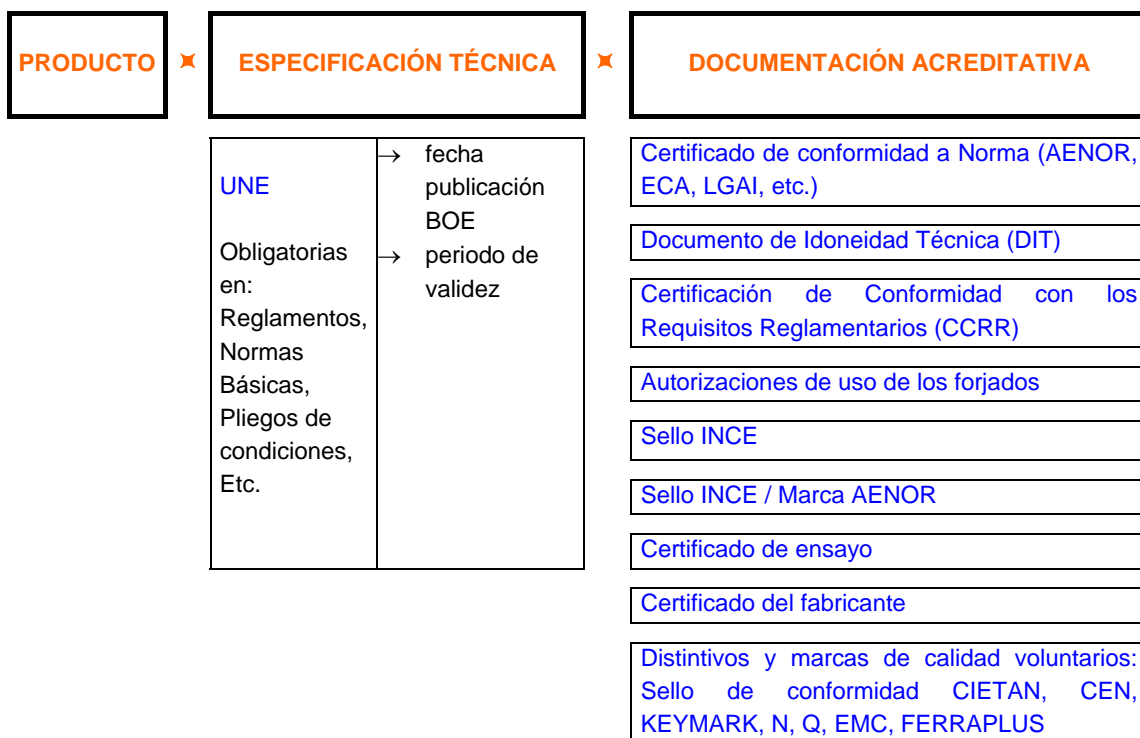 PRODUCTO
ESPECIFICACIÓN TÉCNICA
DOCUMENTACIÓN ACREDITATIVA
UNE
Obligatorias
en:
Reglamentos,
Normas
Básicas,
Pliegos de
condiciones,
Etc.
→ fecha
publicación
BOE
→ periodo de
validez
Certificado de conformidad a Norma (AENOR,
ECA, LGAI, etc.)
Documento de Idoneidad Técnica (DIT)
Certificación de Conformidad con los
Requisitos Reglamentarios (CCRR)
Autorizaciones de uso de los forjados
Sello INCE
Sello INCE / Marca AENOR
Certificado de ensayo
Certificado del fabricante
Distintivos y marcas de calidad voluntarios:
Sello de conformidad CIETAN, CEN,
KEYMARK, N, Q, EMC, FERRAPLUS